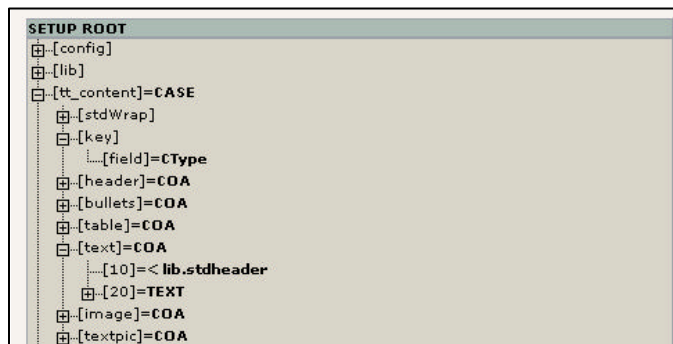 SETUP ROOT
[config]
[lib]
[tt_content]=CASE
[stdWrap]
[key]
[field]=CType
[header]=COA
[bullets]=COA
[table]=COA
[text]=COA
[10]=< lib.stdheader
[20]=TEXT
[image]=COA
[textpic]=COA